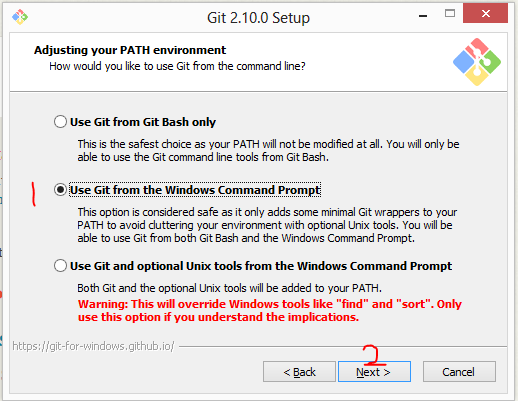 Git 2.10.0 Setup
Adjusting your PATH environment
How would you like to use Git from the command line?
Use Git from Git Bash only
This is the safest choice as your PATH will not be modified at all. You will only be
able to use the Git command line tools from Git Bash.
1
Use Git from the Windows Command Prompt
This option is considered safe as it only adds some minimal Git wrappers to your
PATH to avoid cluttering your environment with optional Unix tools. You will be
able to use Git from both Git Bash and the Windows Command Prompt.
Use Git and optional Unix tools from the Windows Command Prompt
Both Git and the optional Unix tools will be added to your PATH.
Warning: This will override Windows tools like "find" and "sort". Only
use this option if you understand the implications.
https://git-for-windows.github.io/
2
< Back Next > Cancel